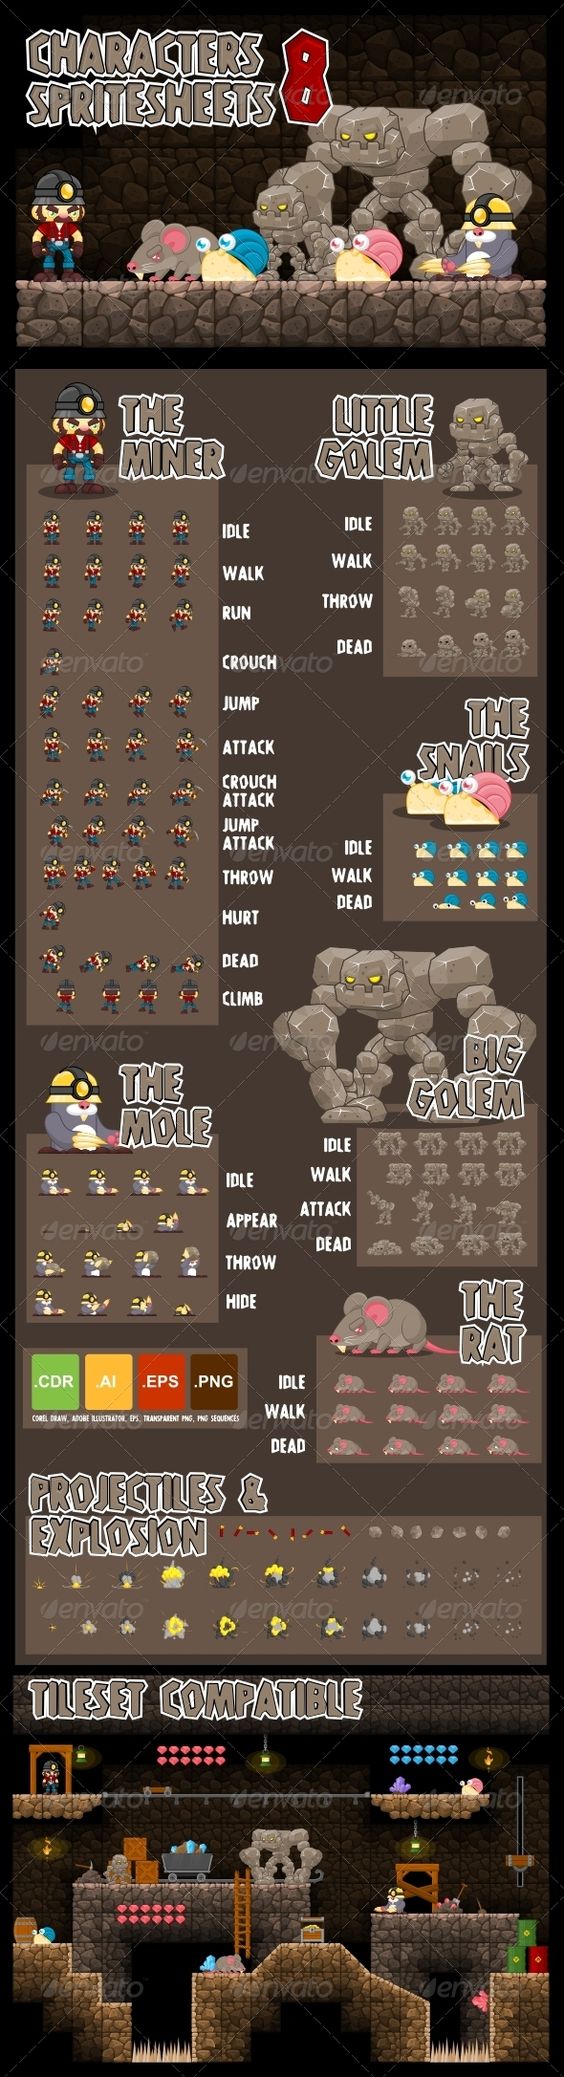 CHARACTERS
SPRITESHEETS 8
envato
THE
MINER
IDLE
WALK
RUN
CROUCH
JUMP
ATTACK
CROUCH
ATTACK
JUMP
ATTACK
THROW
HURT
DEAD
CLIMB
LITTLE
GOLEM
IDLE
WALK
THROW
DEAD
THE
SNAILS
IDLE
WALK
DEAD
BIG
GOLEM
IDLE
WALK
ATTACK
DEAD
THE
MOLE
IDLE
APPEAR
THROW
HIDE
THE
RAT
IDLE
WALK
DEAD
.CDR .AI .EPS .PNG
COREL DRAW, ADOBE ILLUSTRATOR, EPS, TRANSPARENT PNG, PNG SEQUENCES
PROJECTILES &
EXPLOSION
TILESET COMPATIBLE